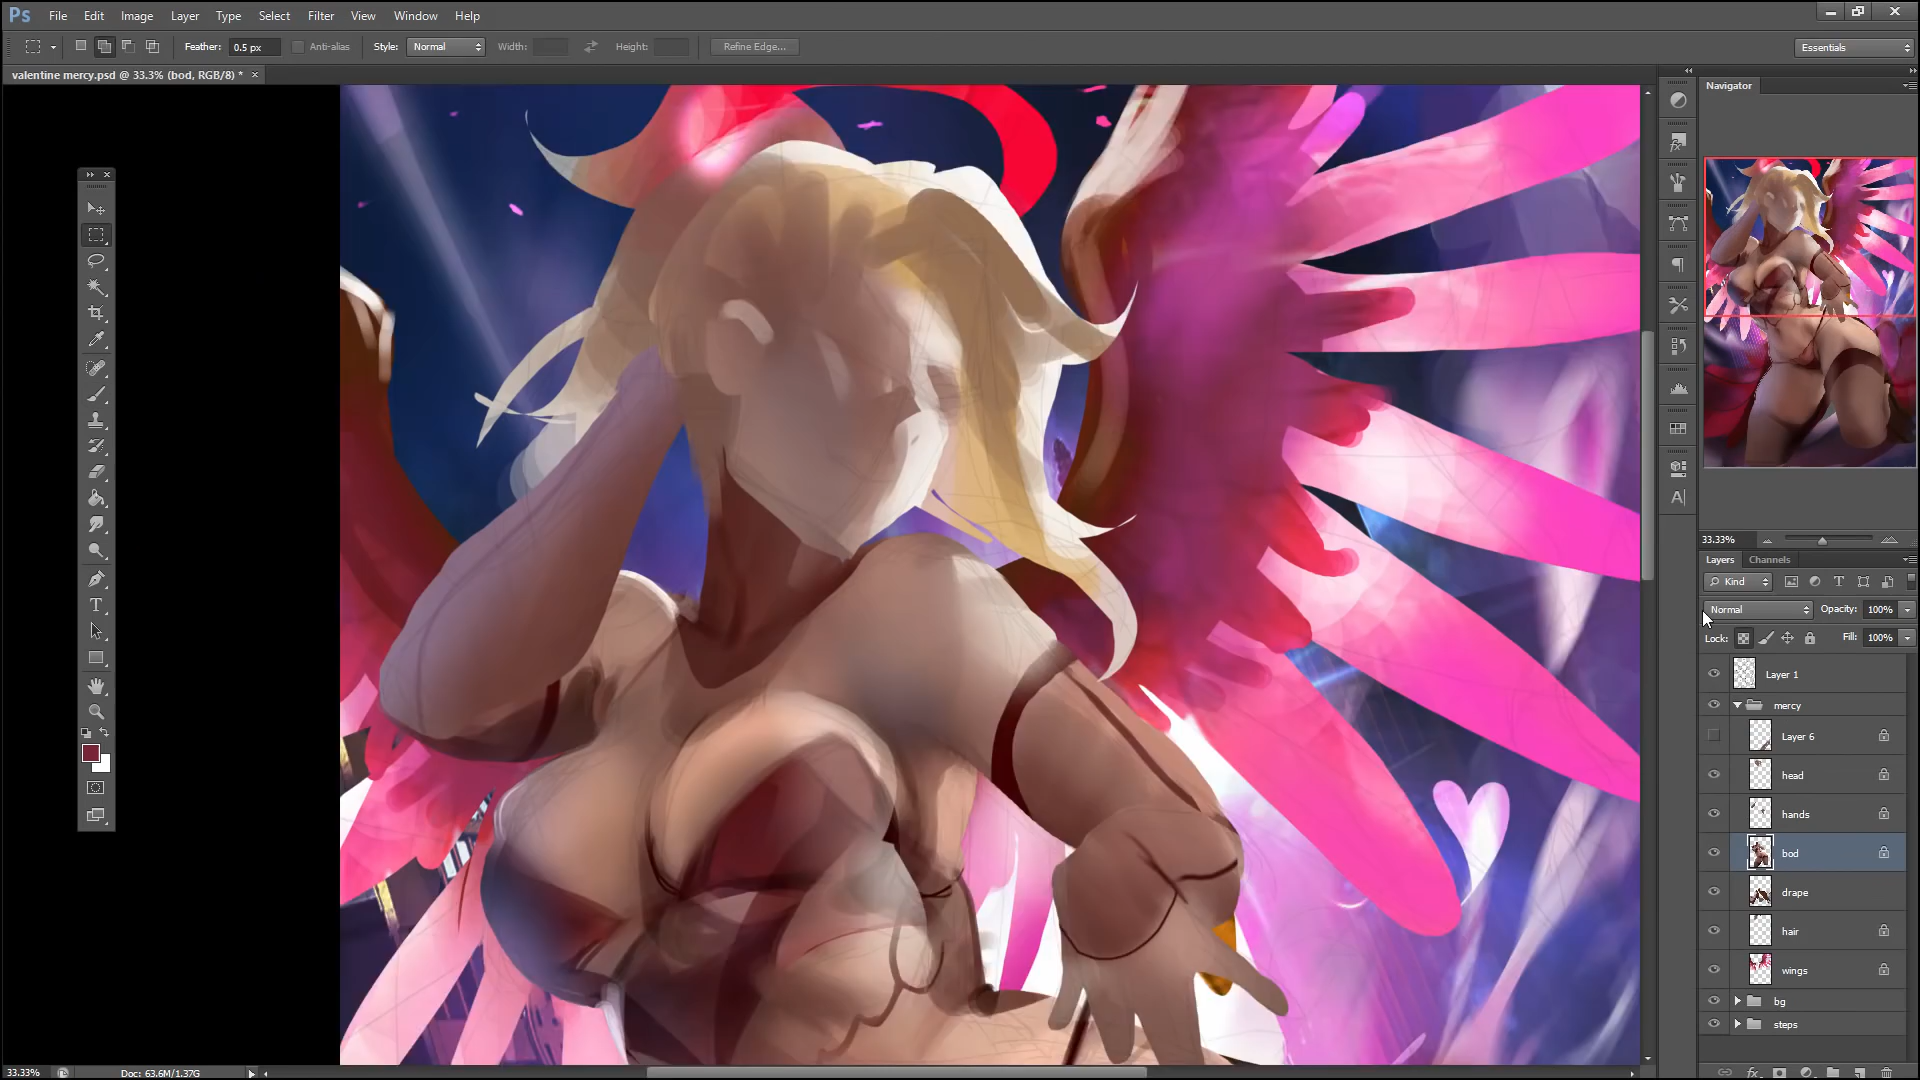 Ps File Edit Image Layer Type Select Filter View Window Help
Feather: 0.5 px Anti-alias Style: Normal Width: Height: Refine Edge... Essentials
valentine mercy.psd @ 33.3% (bod, RGB/8) * ×
Navigator
33.33%
Layers Channels
Kind
Normal Opacity: 100%
Lock: Fill: 100%
Layer 1
mercy
Layer 6
head
hands
bod
drape
hair
wings
bg
steps
33.33% Doc: 63.6M/1.37G